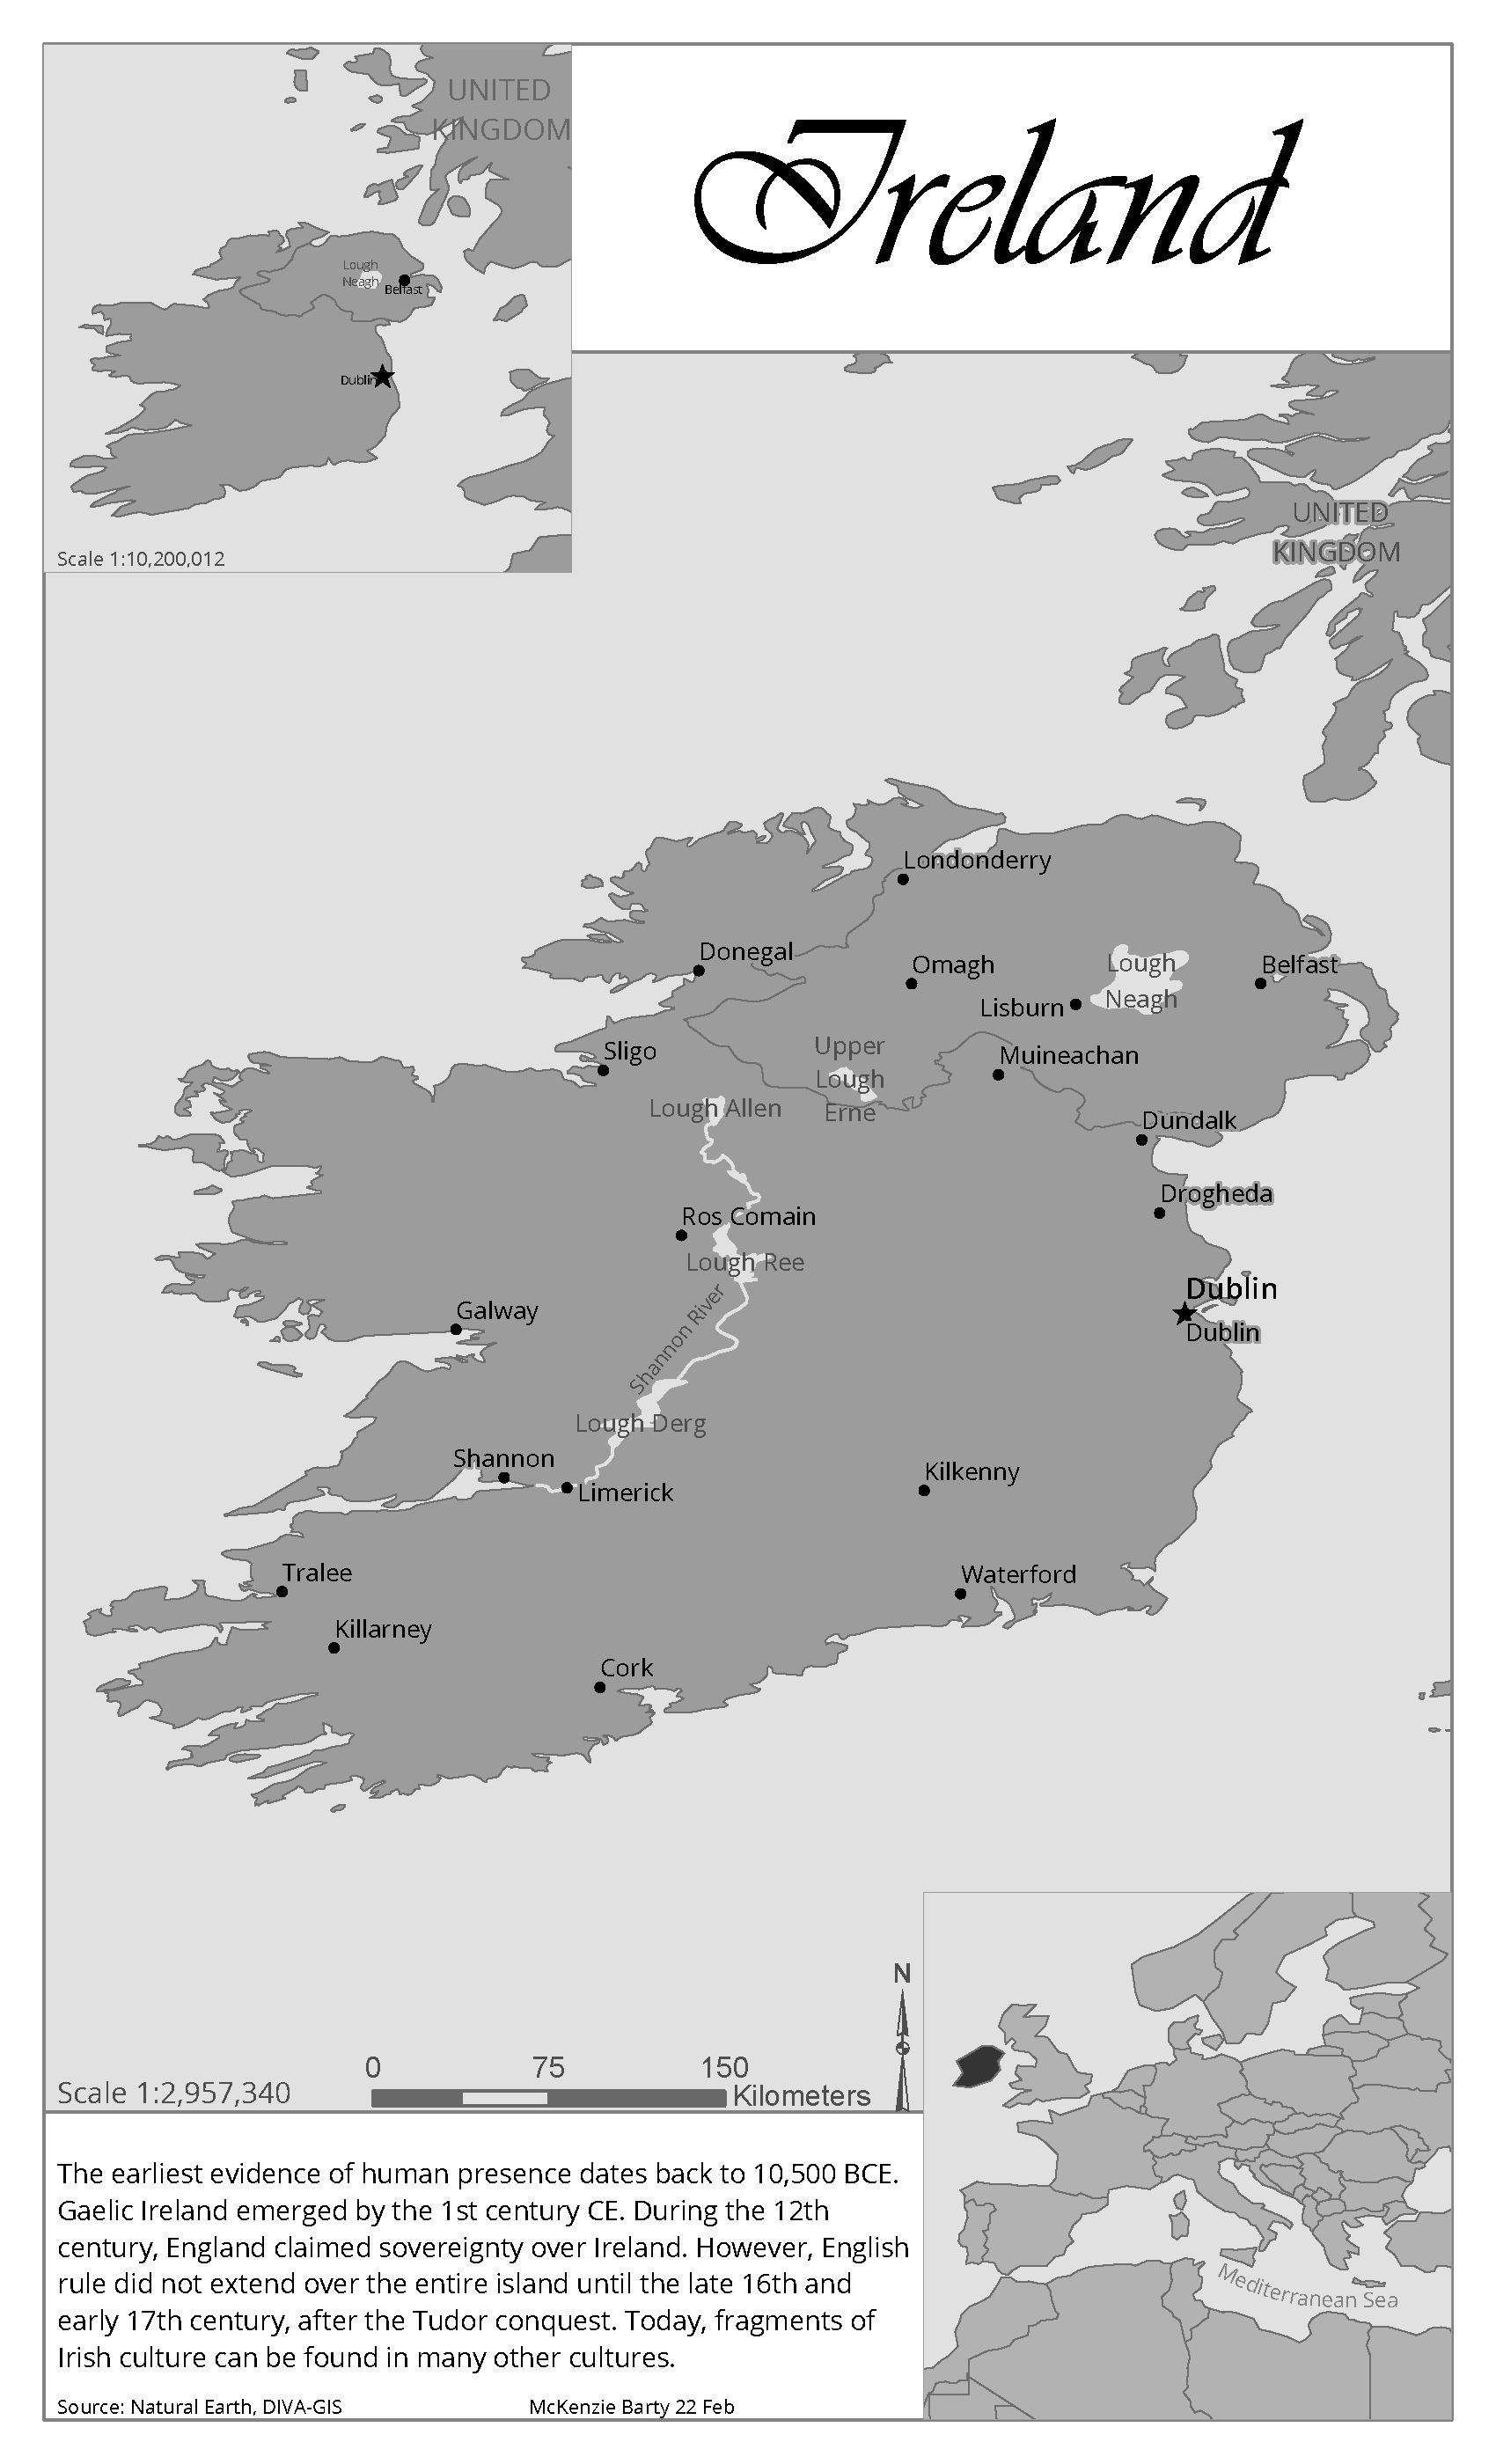 UNITED
KINGDOM
Ireland
Lough
Neagh
Belfast
Dublin
Scale 1:10,200,012
UNITED
KINGDOM
Londonderry
Donegal
Omagh
Lough
Neagh
Belfast
Lisburn
Sligo
Upper
Lough
Erne
Muineachan
Lough Allen
Dundalk
Drogheda
Ros Comain
Lough Ree
Dublin
Dublin
Galway
Shannon River
Lough Derg
Shannon
Limerick
Kilkenny
Tralee
Waterford
Killarney
Cork
N
0 75 150
Scale 1:2,957,340
Kilometers
The earliest evidence of human presence dates back to 10,500 BCE.
Gaelic Ireland emerged by the 1st century CE. During the 12th
century, England claimed sovereignty over Ireland. However, English
rule did not extend over the entire island until the late 16th and
early 17th century, after the Tudor conquest. Today, fragments of
Irish culture can be found in many other cultures.
Source: Natural Earth, DIVA-GIS McKenzie Barty 22 Feb
Mediterranean Sea